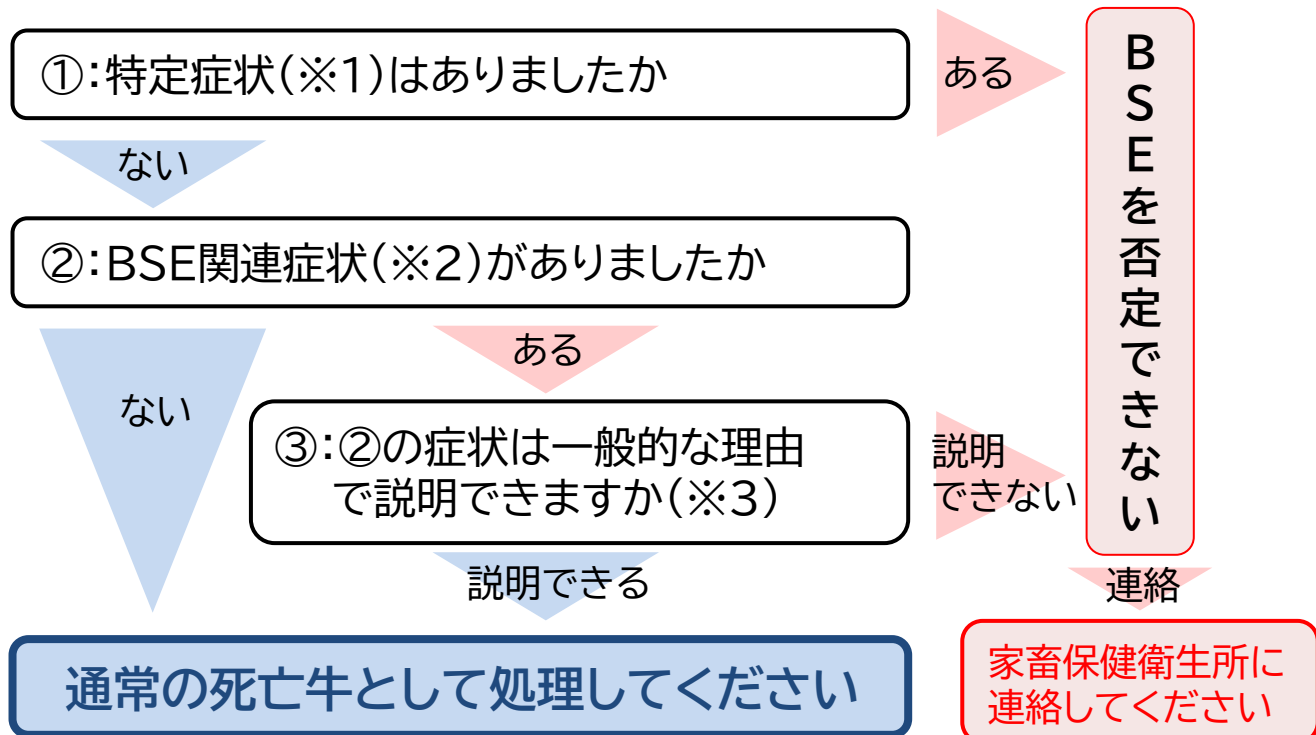 ①:特定症状(※1)はありましたか
ある
ない
②:BSE関連症状(※2)がありましたか
ない
ある
③:②の症状は一般的な理由
で説明できますか(※3)
説明
できない
説明できる
BSEを否定できない
連絡
通常の死亡牛として処理してください
家畜保健衛生所に
連絡してください